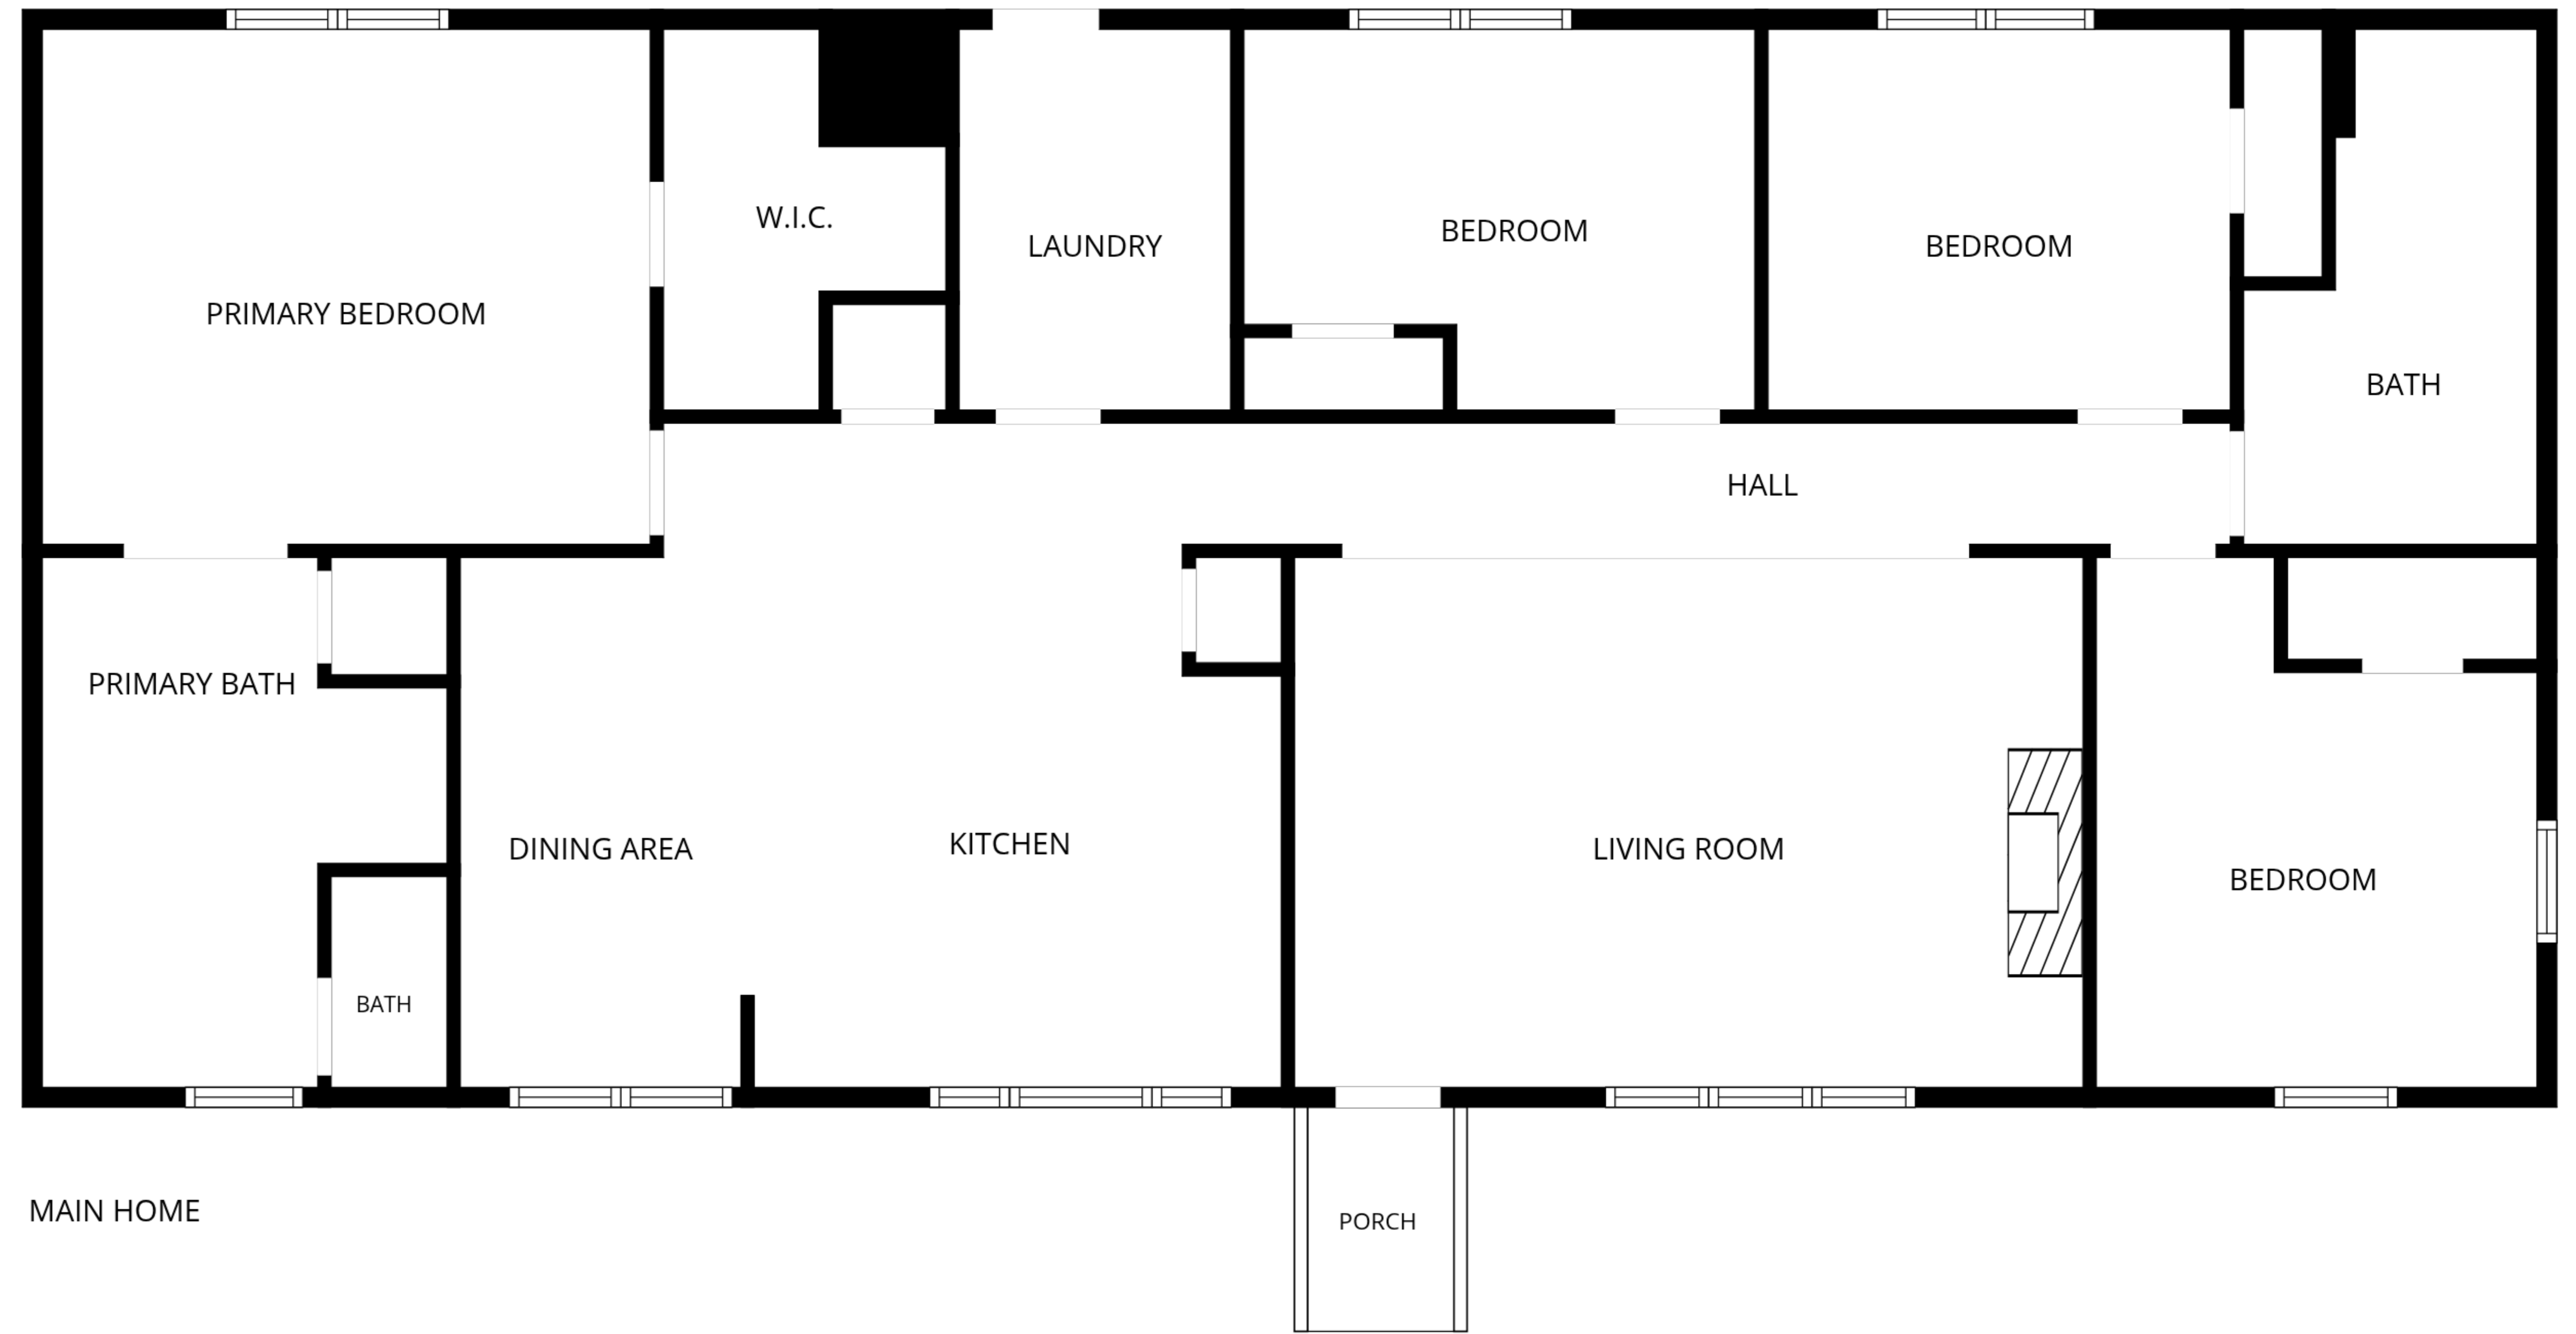 W.I.C.
BEDROOM
LAUNDRY
BEDROOM
PRIMARY BEDROOM
BATH
HALL
PRIMARY BATH
DINING AREA
KITCHEN
LIVING ROOM
BEDROOM
BATH
MAIN HOME
PORCH